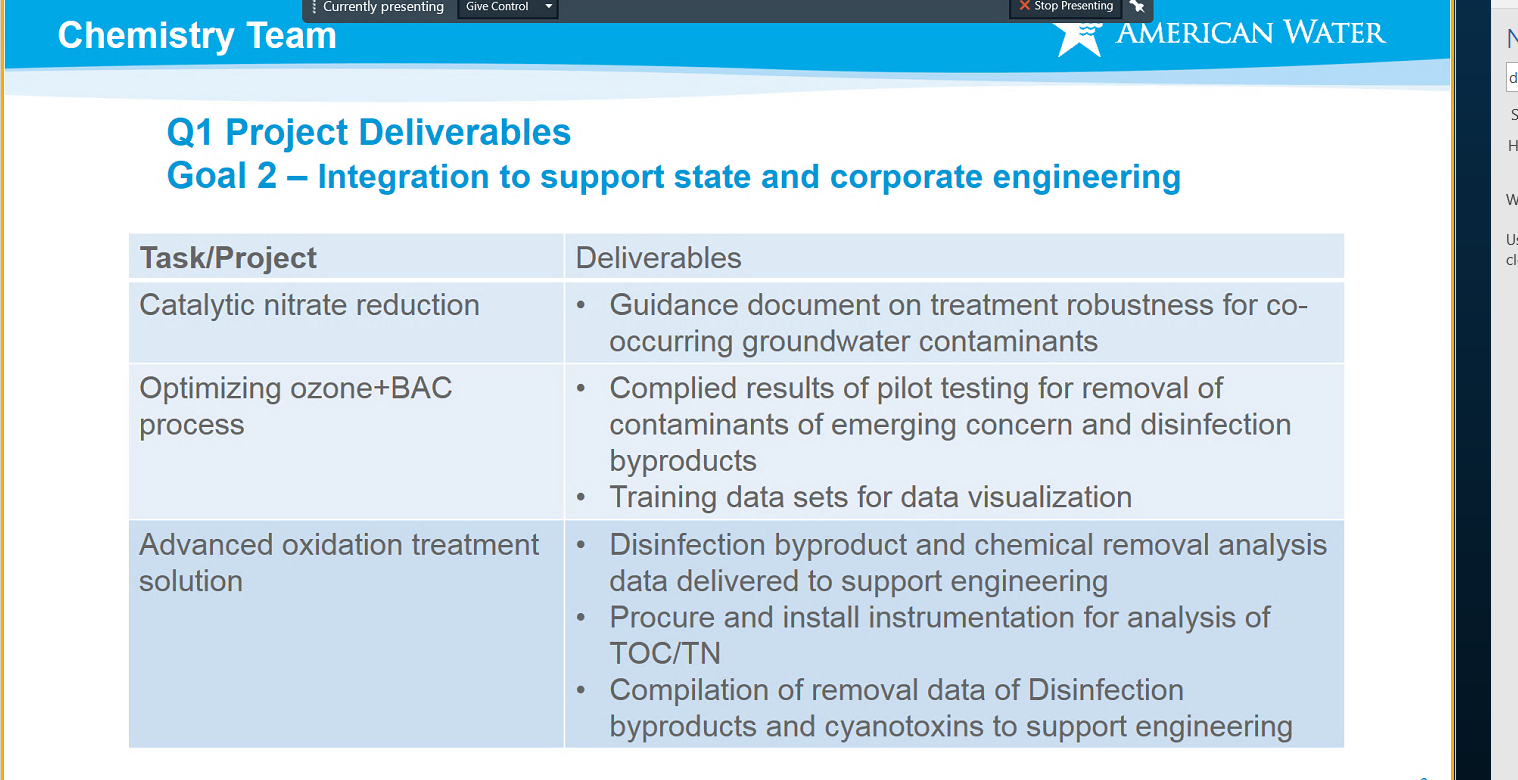 Currently presenting
Give Control
Stop Presenting
Chemistry Team
AMERICAN WATER
Q1 Project Deliverables
Goal 2 – Integration to support state and corporate engineering
Task/Project
Deliverables
Catalytic nitrate reduction
• Guidance document on treatment robustness for co-
occurring groundwater contaminants
Optimizing ozone+BAC
process
• Complied results of pilot testing for removal of
contaminants of emerging concern and disinfection
byproducts
• Training data sets for data visualization
Advanced oxidation treatment
solution
• Disinfection byproduct and chemical removal analysis
data delivered to support engineering
• Procure and install instrumentation for analysis of
TOC/TN
• Compilation of removal data of Disinfection
byproducts and cyanotoxins to support engineering